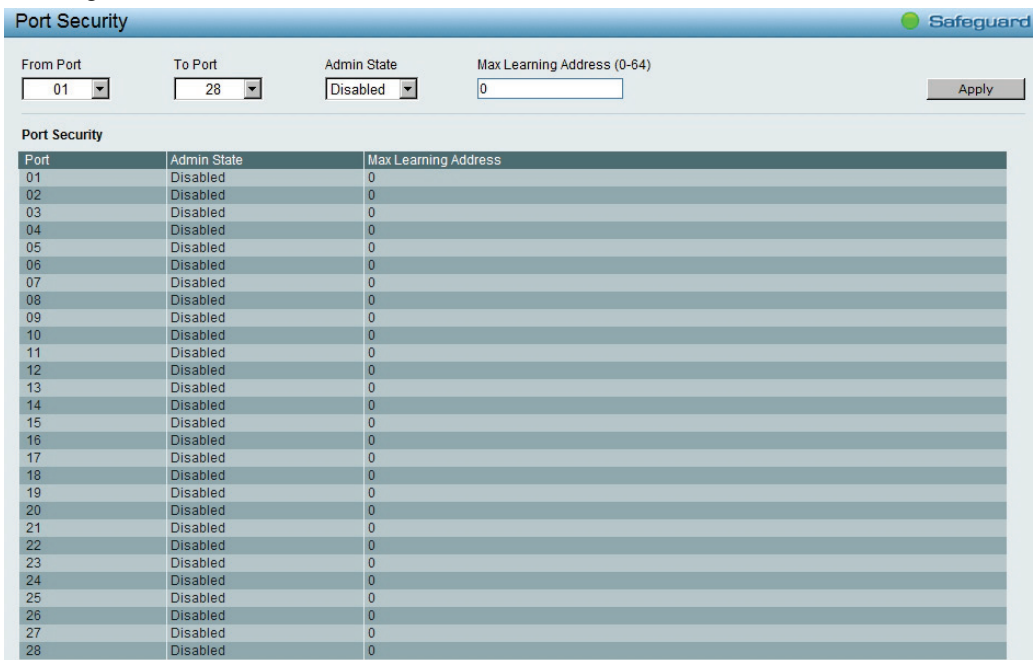 Port Security Safeguard
From Port To Port Admin State Max Learning Address (0-64)
01 28 Disabled 0 Apply
Port Security
Port Admin State Max Learning Address
01 Disabled 0
02 Disabled 0
03 Disabled 0
04 Disabled 0
05 Disabled 0
06 Disabled 0
07 Disabled 0
08 Disabled 0
09 Disabled 0
10 Disabled 0
11 Disabled 0
12 Disabled 0
13 Disabled 0
14 Disabled 0
15 Disabled 0
16 Disabled 0
17 Disabled 0
18 Disabled 0
19 Disabled 0
20 Disabled 0
21 Disabled 0
22 Disabled 0
23 Disabled 0
24 Disabled 0
25 Disabled 0
26 Disabled 0
27 Disabled 0
28 Disabled 0